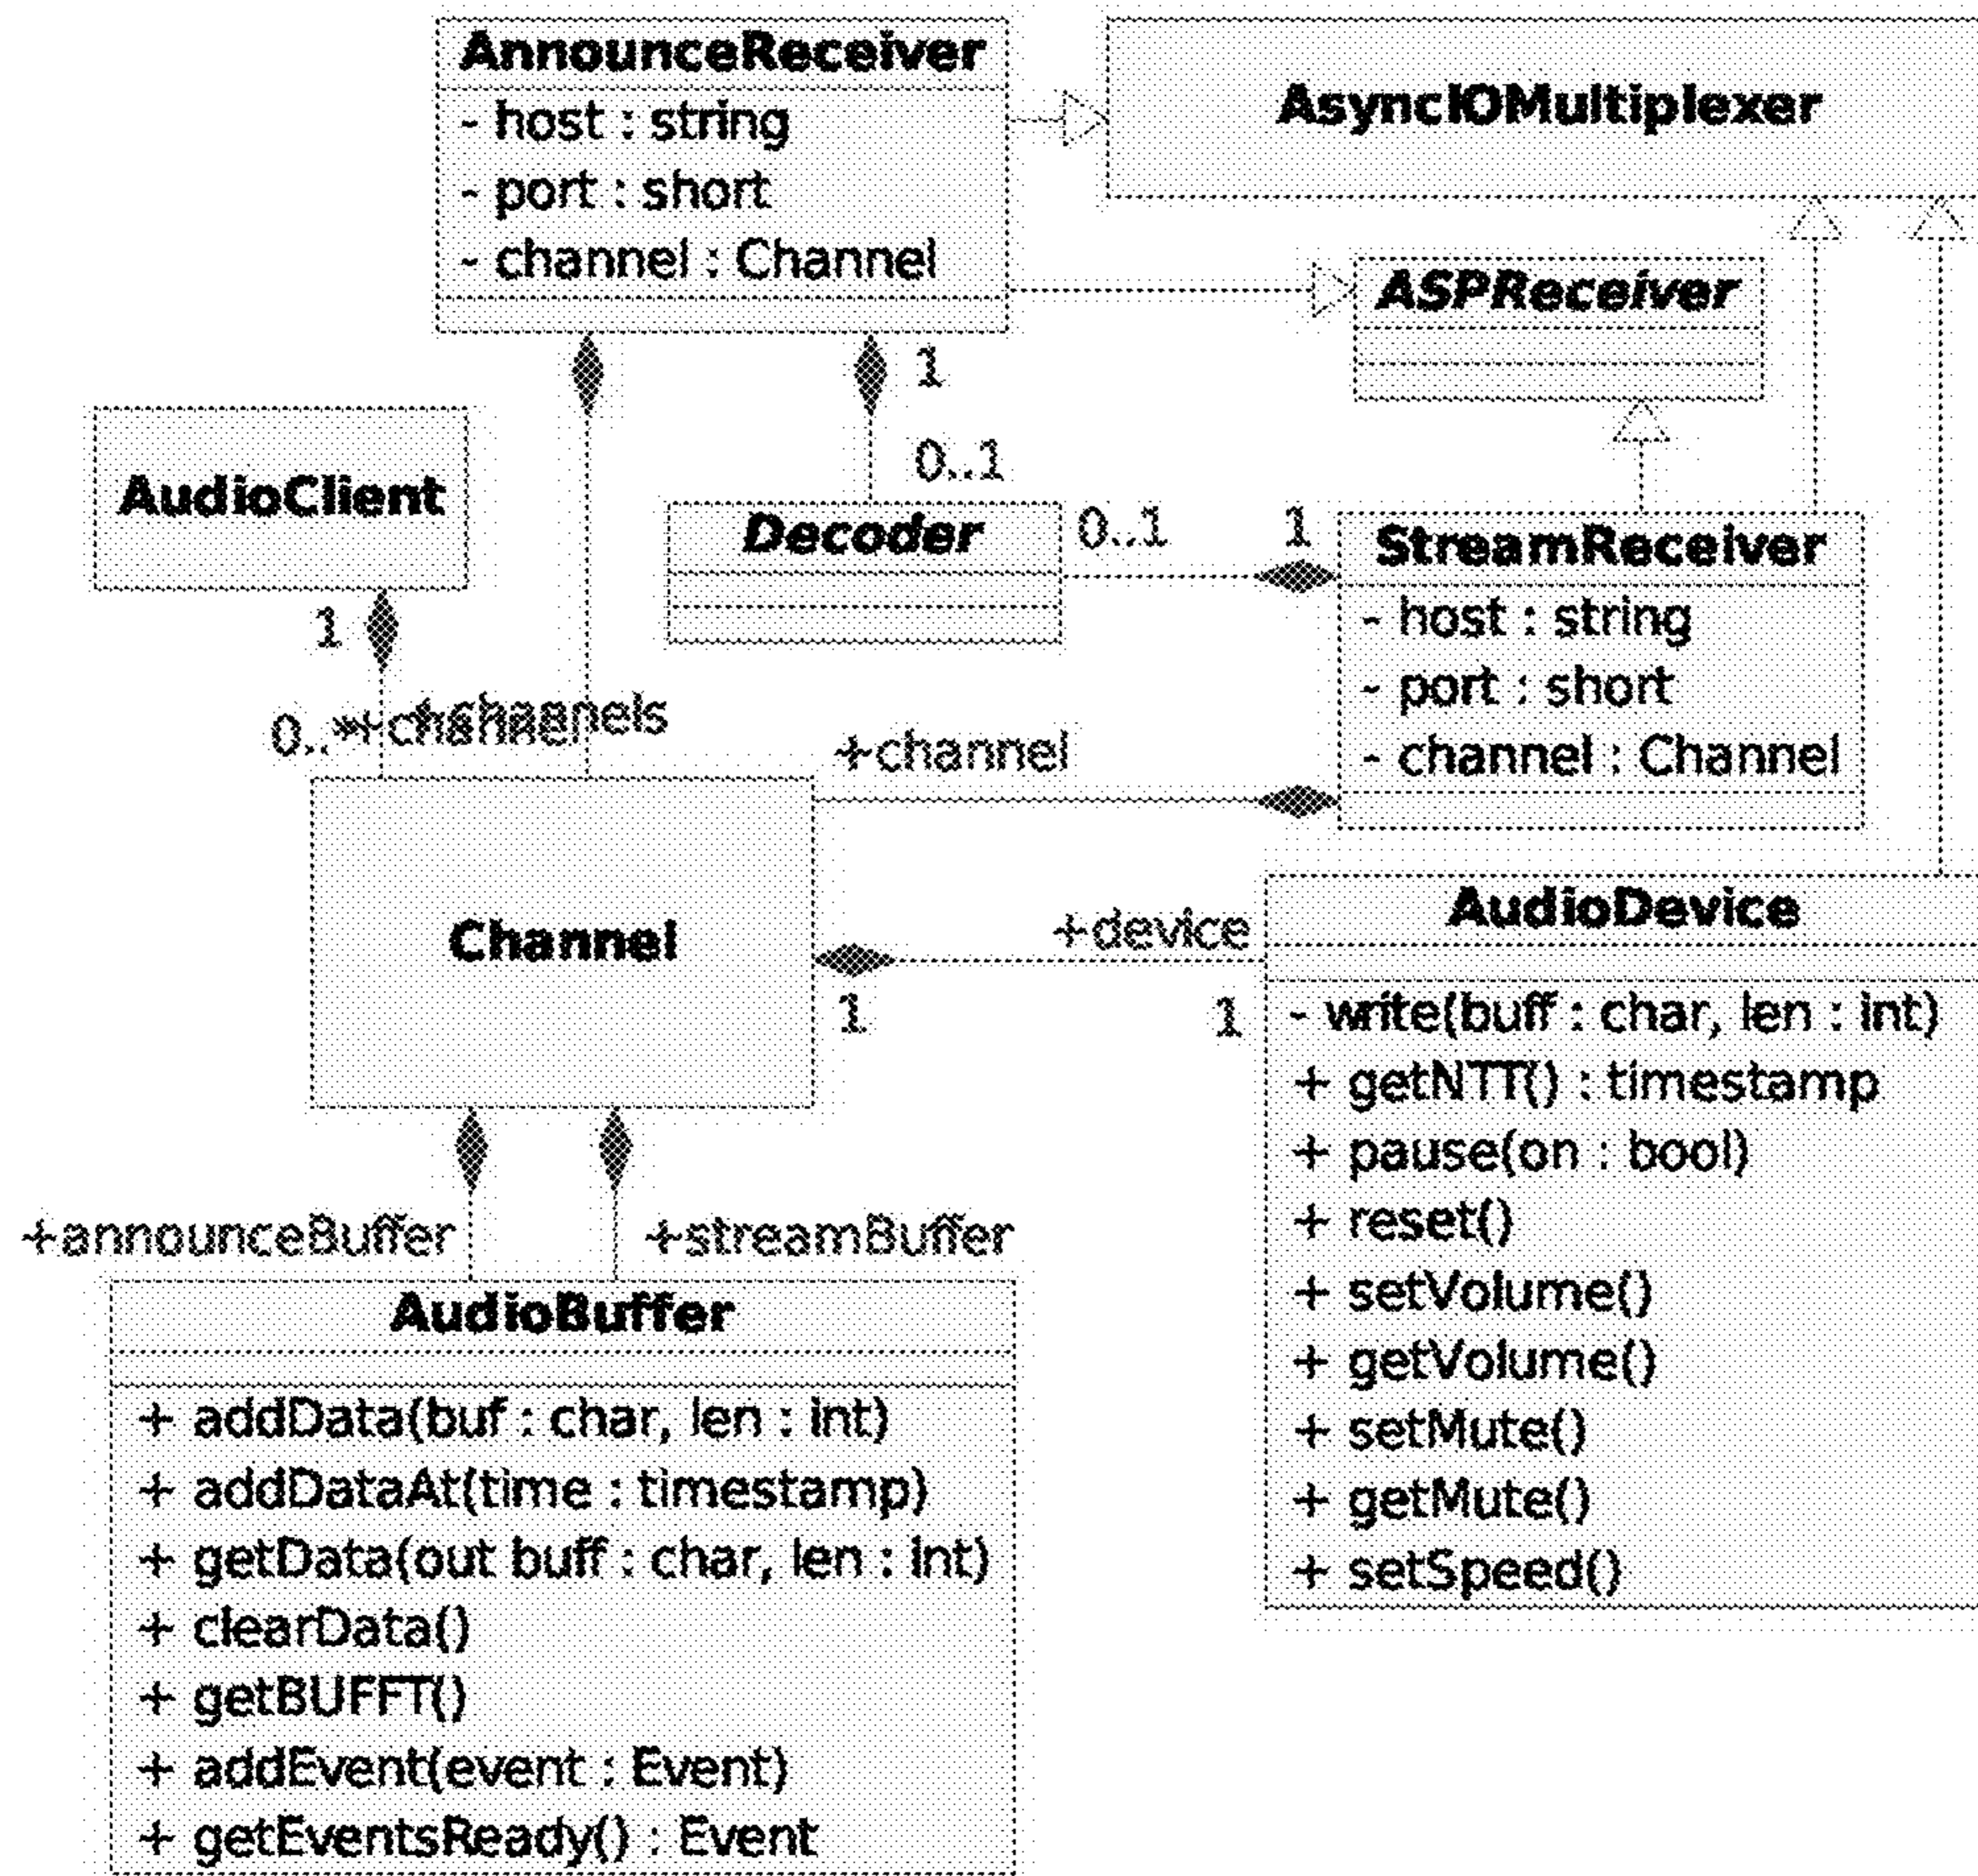 AnnounceReceiver
- host : string
- port : short
- channel : Channel
AsyncIOMultiplexer
ASPReceiver
1
0..1
AudioClient
1
0..*
+channels
+channel
Decoder
0..1
1
StreamReceiver
- host : string
- port : short
- channel : Channel
+channel
Channel
+device
1
1
AudioDevice
- write(buff : char, len : int)
+ getNTT() : timestamp
+ pause(on : bool)
+ reset()
+ setVolume()
+ getVolume()
+ setMute()
+ getMute()
+ setSpeed()
+announceBuffer
+streamBuffer
AudioBuffer
+ addData(buf : char, len : int)
+ addDataAt(time : timestamp)
+ getData(out buff : char, len : int)
+ clearData()
+ getBUFFT()
+ addEvent(event : Event)
+ getEventsReady() : Event